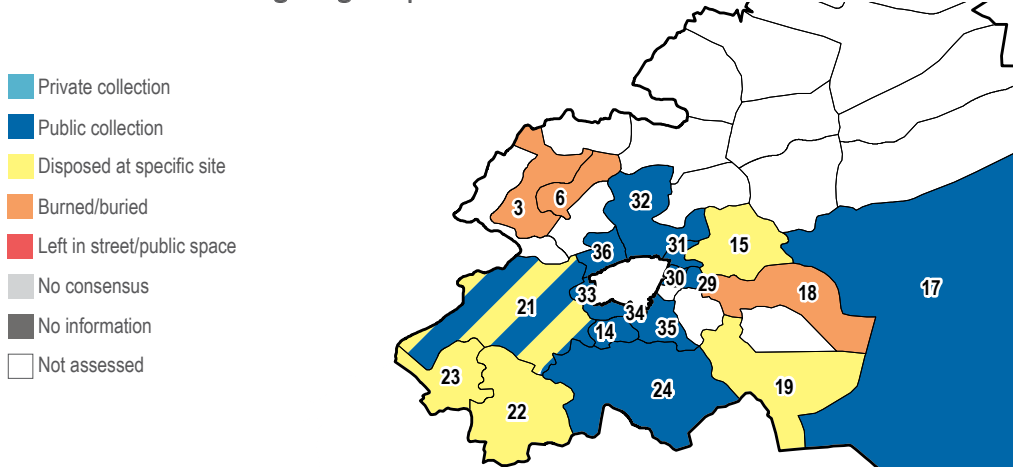 Private collection
Public collection
Disposed at specific site
Burned/buried
Left in street/public space
No consensus
No information
Not assessed
32
6
3
31
15
36
30
29
17
18
33
21
34
35
14
23
19
24
22